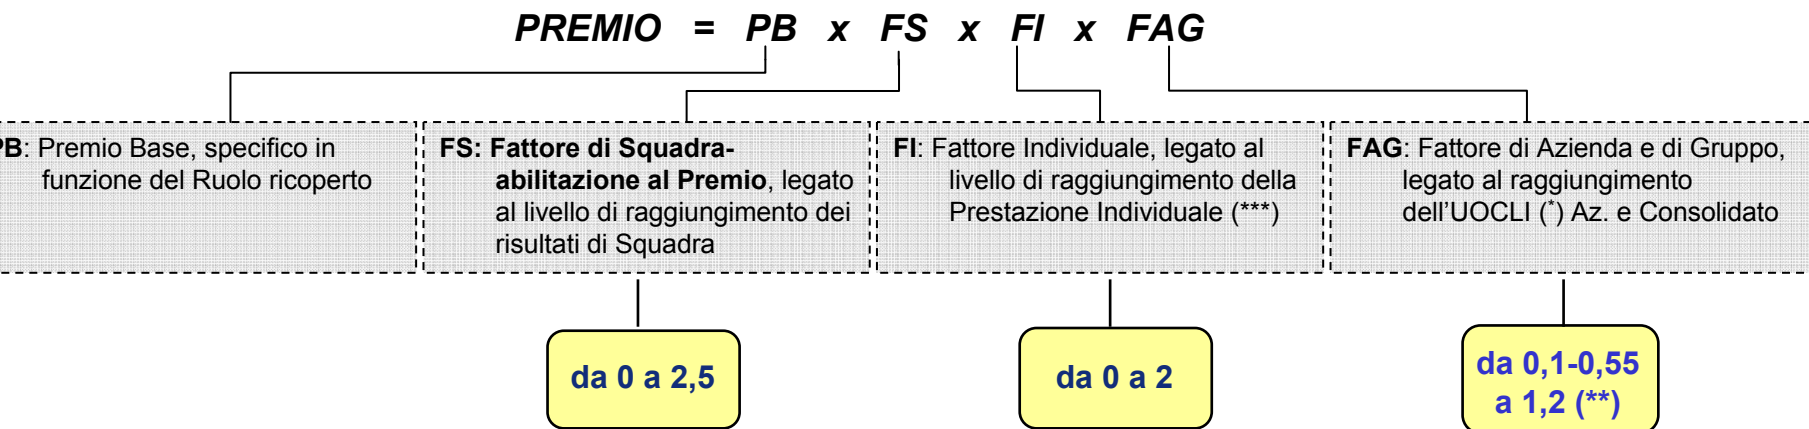 PREMIO = PB x FS x FI x FAG
PB: Premio Base, specifico in
funzione del Ruolo ricoperto
FS: Fattore di Squadra-
abilitazione al Premio, legato
al livello di raggiungimento dei
risultati di Squadra
FI: Fattore Individuale, legato al
livello di raggiungimento della
Prestazione Individuale (***)
FAG: Fattore di Azienda e di Gruppo,
legato al raggiungimento
dell'UOCLI (*) Az. e Consolidato
da 0 a 2,5
da 0 a 2
da 0,1-0,55
a 1,2 (**)